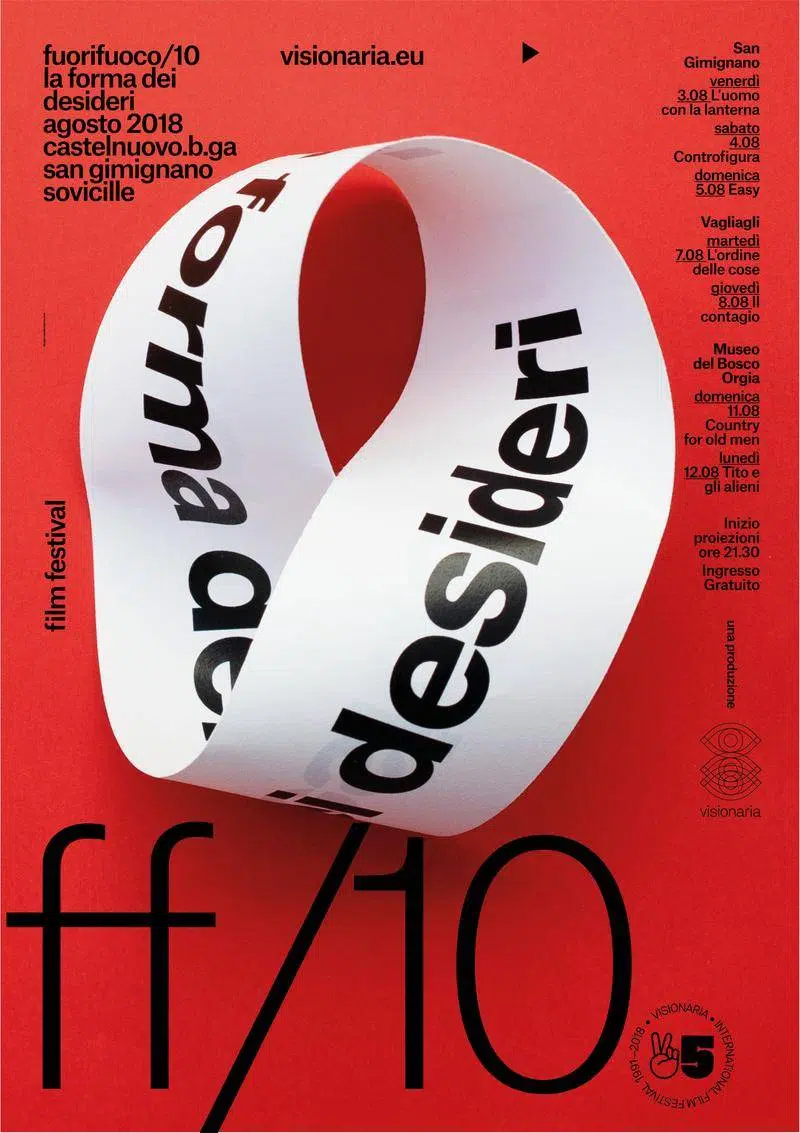 fuorifuoco/10
la forma dei
desideri
agosto 2018
castelnuovo.b.ga
san gimignano
sovicille
visionaria.eu
San
Gimignano
venerdì
3.08 L'uomo
con la lanterna
sabato
4.08
Controfigura
domenica
5.08 Easy
Vagliagli
martedì
7.08 L'ordine
delle cose
giovedì
8.08 Il
contagio
Museo
del Bosco
Orgia
domenica
11.08
Country
for old men
lunedì
12.08 Tito e
gli alieni
Inizio
proiezioni
ore 21.30
Ingresso
Gratuito
una produzione
visionaria
film festival
forma de
i desideri
ff/10
VISIONARIA • INTERNATIONAL FILM FESTIVAL 1991–2018 •
5